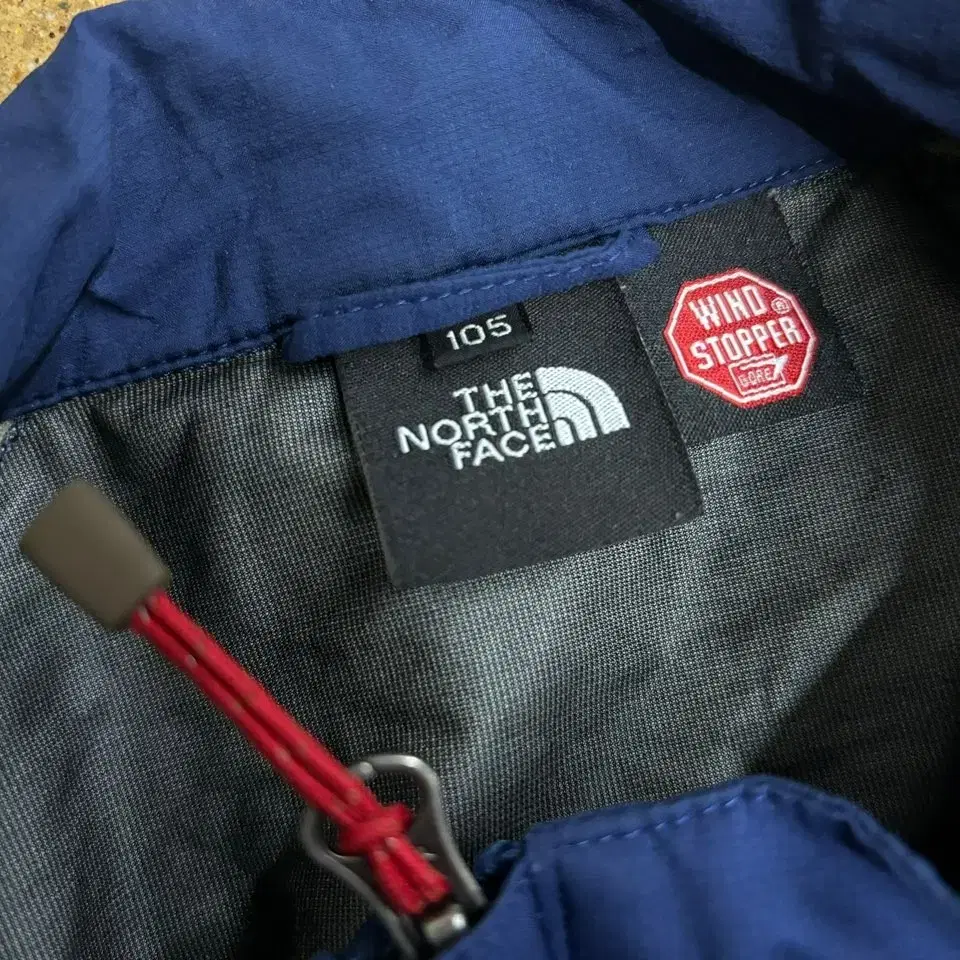 105
THE
NORTH
FACE
WIND
STOPPER
®
GORE